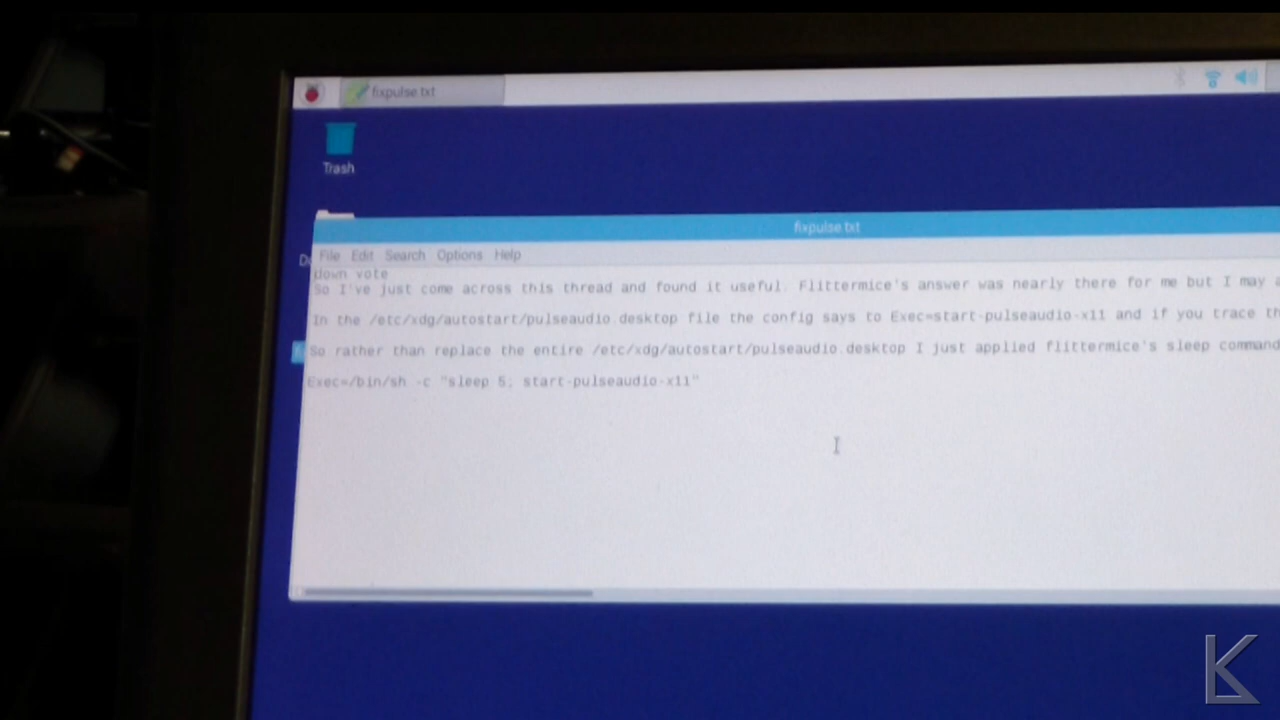 fixpulse.txt
Trash
fixpulse.txt
File Edit Search Options Help
down vote
So I've just come across this thread and found it useful. Flittermice's answer was nearly there for me but I may a
In the /etc/xdg/autostart/pulseaudio.desktop file the config says to Exec=start-pulseaudio-x11 and if you trace th
So rather than replace the entire /etc/xdg/autostart/pulseaudio.desktop I just applied flittermice's sleep command
Exec=/bin/sh -c "sleep 5; start-pulseaudio-x11"